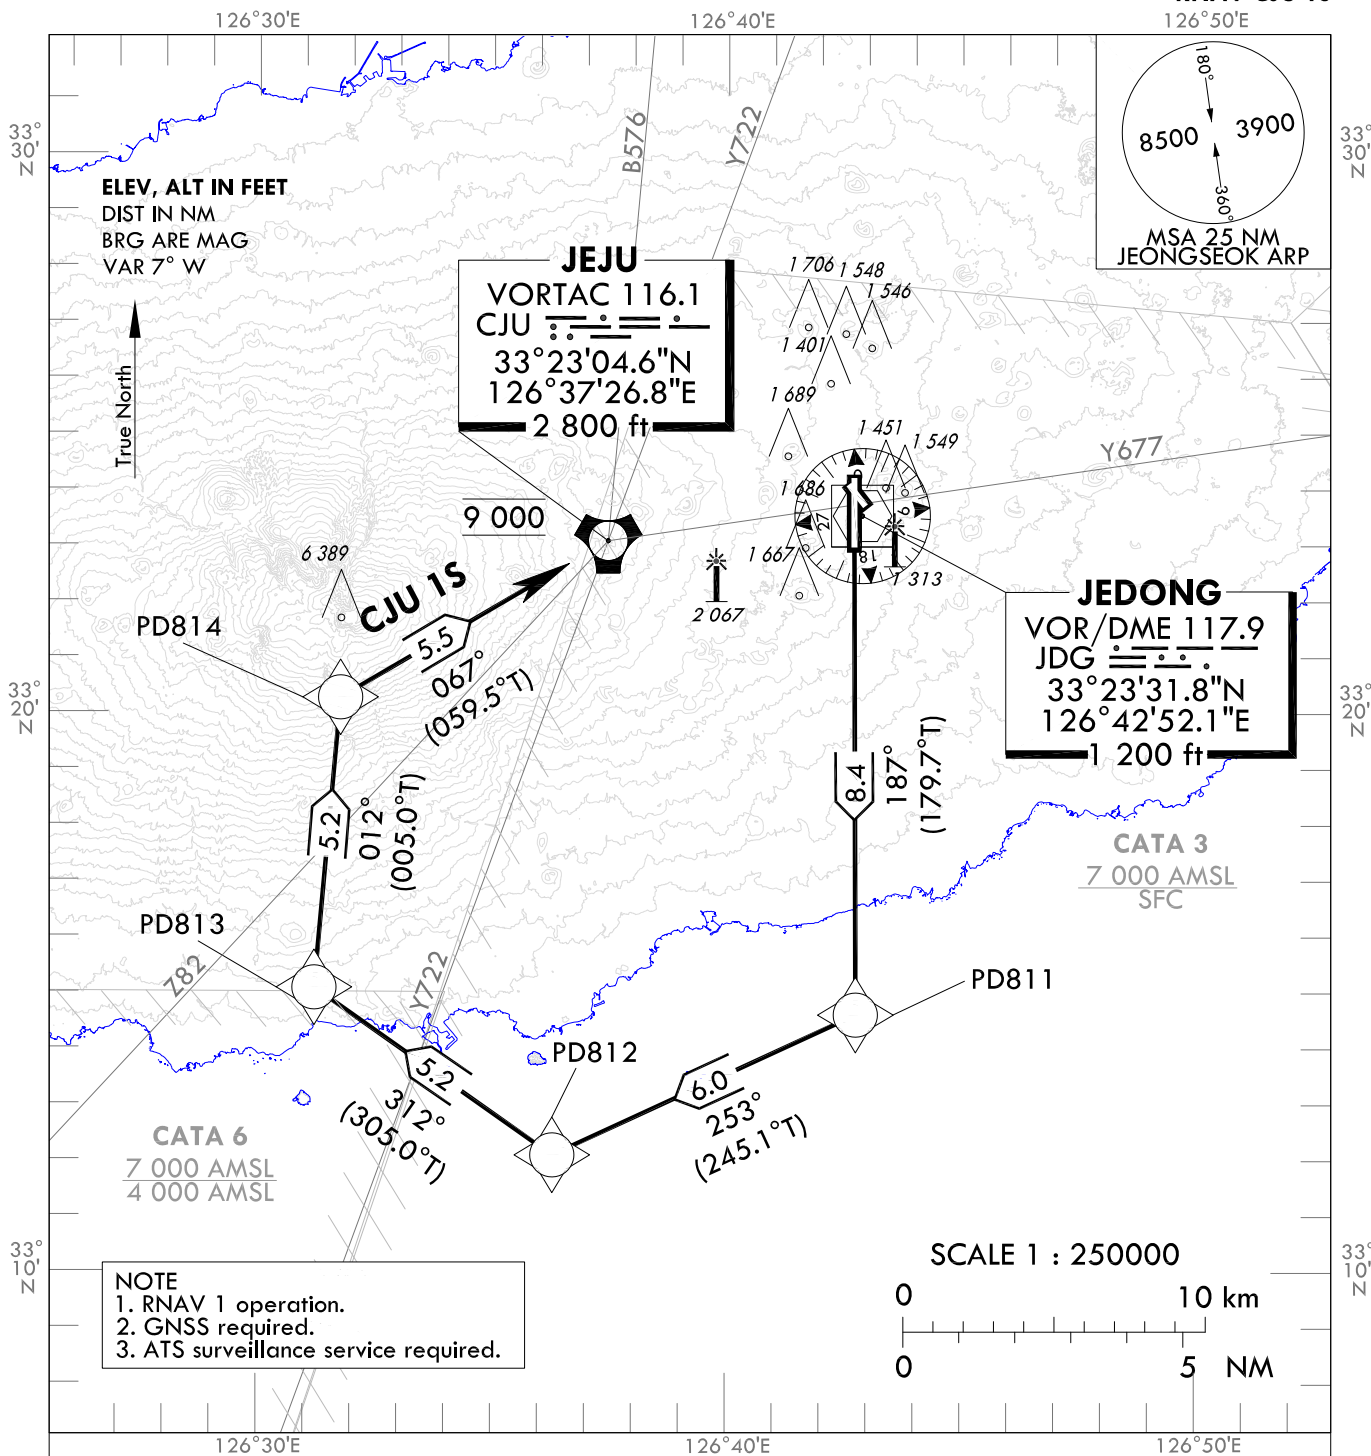 126°30'E
126°40'E
126°50'E
33°
30'
N
33°
30'
N
180°
8500
3900
360°
MSA 25 NM
JEONGSEOK ARP
ELEV, ALT IN FEET
DIST IN NM
BRG ARE MAG
VAR 7° W
True North
B576
Y722
JEJU
VORTAC 116.1
CJU
33°23'04.6"N
126°37'26.8"E
2 800 ft
1 706
1 548
1 546
1 401
1 689
1 451
1 549
Y677
1 686
27
9
18
9 000
6 389
1 667
1 313
2 067
CJU 1S
PD814
5.5
067°
(059.5°T)
JEDONG
VOR/DME 117.9
JDG
33°23'31.8"N
126°42'52.1"E
1 200 ft
33°
20'
N
33°
20'
N
8.4
187°
(179.7°T)
5.2
012°
(005.0°T)
CATA 3
7 000 AMSL
SFC
PD813
Z82
Y722
PD811
PD812
5.2
312°
(305.0°T)
6.0
253°
(245.1°T)
CATA 6
7 000 AMSL
4 000 AMSL
33°
10'
N
33°
10'
N
SCALE 1 : 250000
0
10 km
0
5 NM
NOTE
1. RNAV 1 operation.
2. GNSS required.
3. ATS surveillance service required.
126°30'E
126°40'E
126°50'E